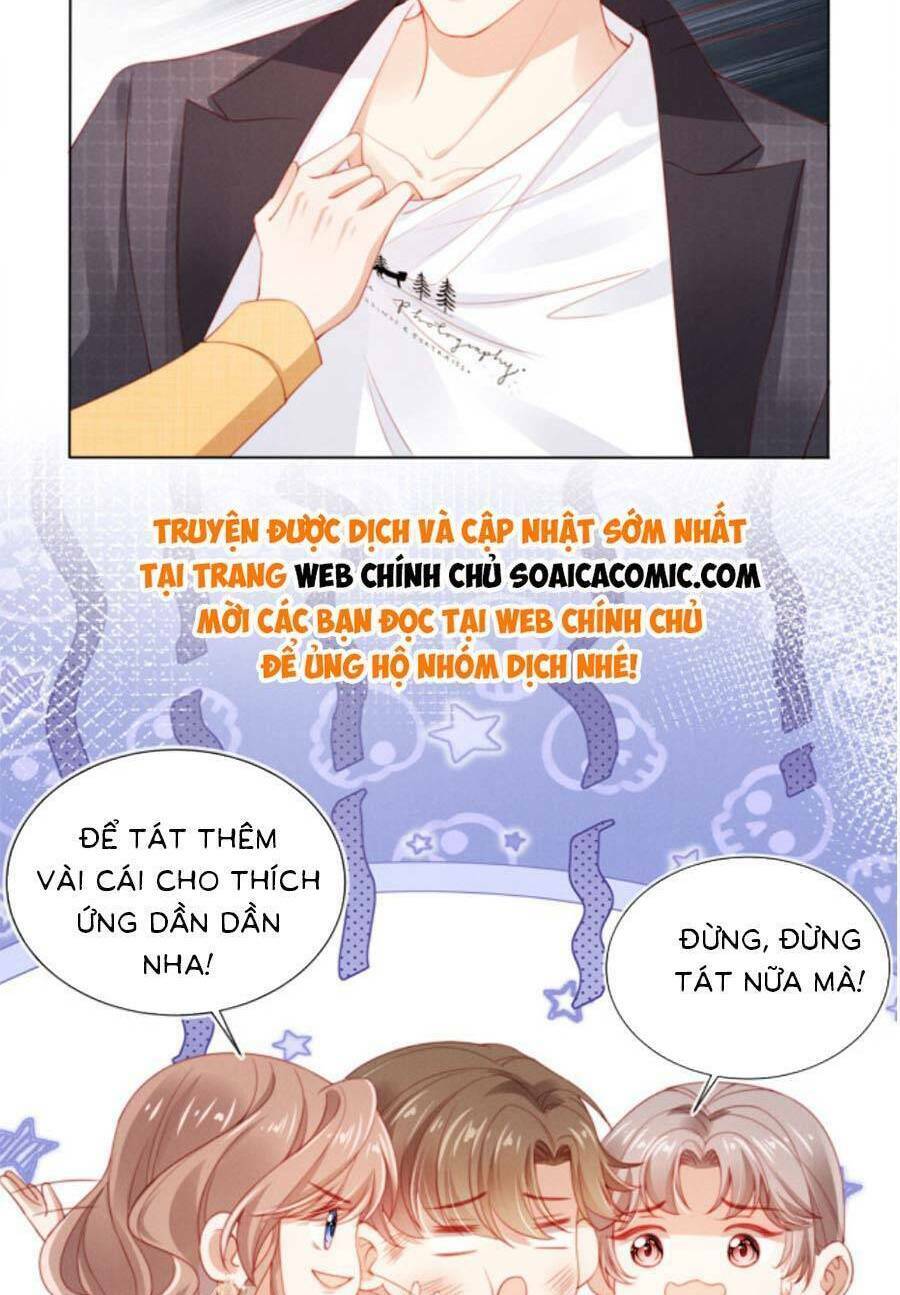 Photography
TRUYỆN ĐƯỢC DỊCH VÀ CẬP NHẬT SỚM NHẤT
TẠI TRANG WEB CHÍNH CHỦ SOAICACOMIC.COM
MỜI CÁC BẠN ĐỌC TẠI WEB CHÍNH CHỦ
ĐỂ ỦNG HỘ NHÓM DỊCH NHÉ!
ĐỂ TÁT THÊM
VÀI CÁI CHO THÍCH
ỨNG DẦN DẦN
NHA!
ĐỪNG, ĐỪNG
TÁT NỮA MÀ!